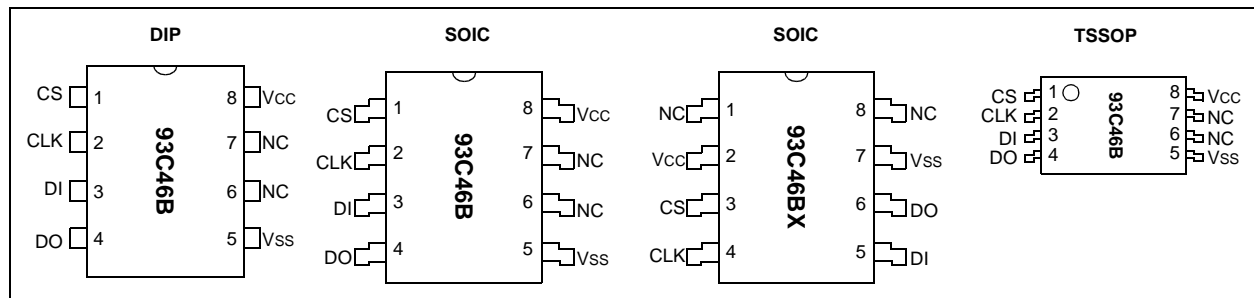 DIP
CS 1 8 Vcc
CLK 2 7 NC
DI 3 6 NC
DO 4 5 Vss
93C46B
SOIC
CS 1 8 Vcc
CLK 2 7 NC
DI 3 6 NC
DO 4 5 Vss
93C46B
SOIC
NC 1 8 NC
Vcc 2 7 Vss
CS 3 6 DO
CLK 4 5 DI
93C46BX
TSSOP
CS 1 8 Vcc
CLK 2 7 NC
DI 3 6 NC
DO 4 5 Vss
93C46B